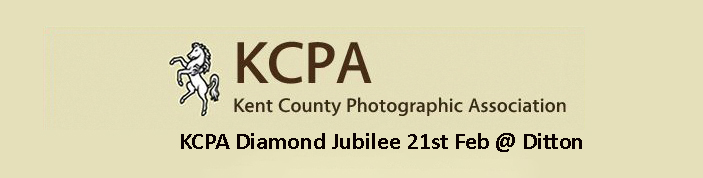 KCPA
Kent County Photographic Association
KCPA Diamond Jubilee 21st Feb @ Ditton